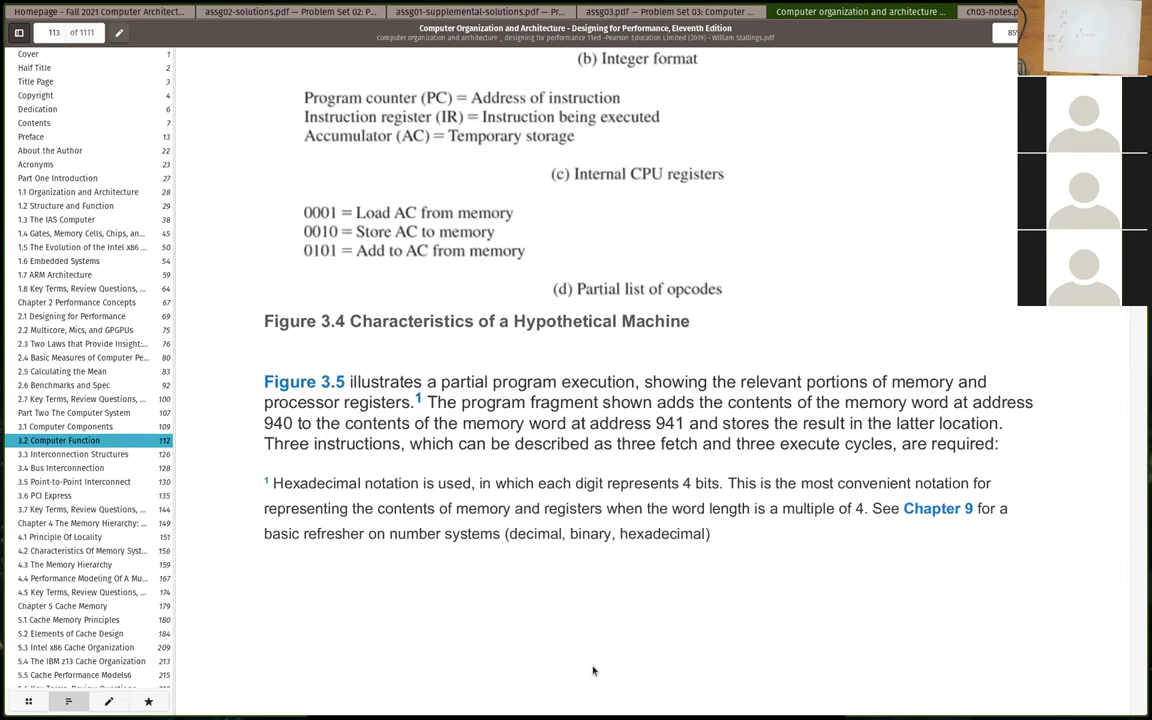 Homepage - Fall 2021 Computer Architect...
assg02-solutions.pdf — Problem Set 02: P...
assg01-supplemental-solutions.pdf — Pr...
assg03.pdf — Problem Set 03: Computer ...
Computer organization and architecture ...
ch03-notes.p
113 of 1111
Computer Organization and Architecture - Designing for Performance, Eleventh Edition
Computer organization and architecture _ designing for performance 11ed -Pearson Education Limited (2019) - William Stallings.pdf
85
Cover 1
Half Title 2
Title Page 3
Copyright 4
Dedication 6
Contents 7
Preface 13
About the Author 22
Acronyms 23
Part One Introduction 27
1.1 Organization and Architecture 28
1.2 Structure and Function 29
1.3 The IAS Computer 38
1.4 Gates, Memory Cells, Chips, an... 45
1.5 The Evolution of the Intel x86 ... 50
1.6 Embedded Systems 54
1.7 ARM Architecture 59
1.8 Key Terms, Review Questions, ... 64
Chapter 2 Performance Concepts 67
2.1 Designing for Performance 69
2.2 Multicore, Mics, and GPGPUs 75
2.3 Two Laws that Provide Insight:... 76
2.4 Basic Measures of Computer Pe... 80
2.5 Calculating the Mean 83
2.6 Benchmarks and Spec 92
2.7 Key Terms, Review Questions, ... 100
Part Two The Computer System 107
3.1 Computer Components 109
3.2 Computer Function 112
3.3 Interconnection Structures 126
3.4 Bus Interconnection 128
3.5 Point-to-Point Interconnect 130
3.6 PCI Express 135
3.7 Key Terms, Review Questions, ... 144
Chapter 4 The Memory Hierarchy: ... 149
4.1 Principle Of Locality 151
4.2 Characteristics Of Memory Syst... 156
4.3 The Memory Hierarchy 159
4.4 Performance Modeling Of A Mu... 167
4.5 Key Terms, Review Questions, ... 174
Chapter 5 Cache Memory 179
5.1 Cache Memory Principles 180
5.2 Elements of Cache Design 184
5.3 Intel x86 Cache Organization 209
5.4 The IBM z13 Cache Organization 213
5.5 Cache Performance Models6 215
(b) Integer format
Program counter (PC) = Address of instruction
Instruction register (IR) = Instruction being executed
Accumulator (AC) = Temporary storage
(c) Internal CPU registers
0001 = Load AC from memory
0010 = Store AC to memory
0101 = Add to AC from memory
(d) Partial list of opcodes
Figure 3.4 Characteristics of a Hypothetical Machine
Figure 3.5 illustrates a partial program execution, showing the relevant portions of memory and
processor registers.1 The program fragment shown adds the contents of the memory word at address
940 to the contents of the memory word at address 941 and stores the result in the latter location.
Three instructions, which can be described as three fetch and three execute cycles, are required:
1 Hexadecimal notation is used, in which each digit represents 4 bits. This is the most convenient notation for
representing the contents of memory and registers when the word length is a multiple of 4. See Chapter 9 for a
basic refresher on number systems (decimal, binary, hexadecimal)